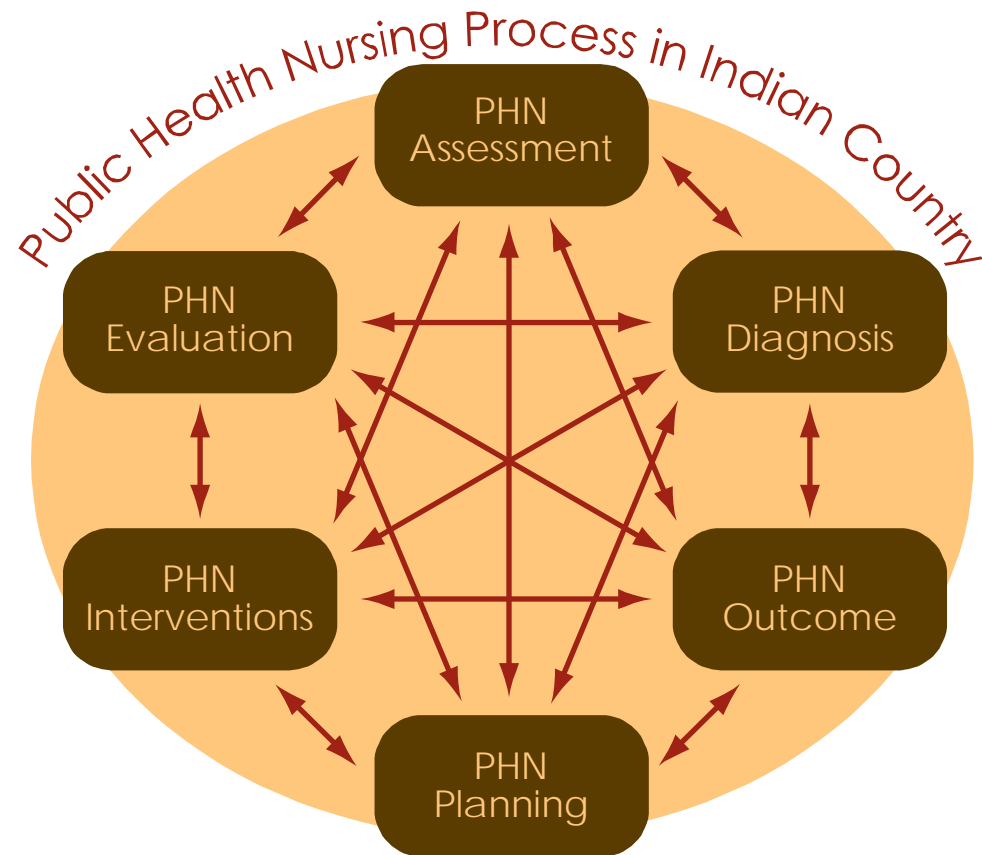 Public Health Nursing Process in Indian Country
PHN
Assessment
PHN
Evaluation
PHN
Diagnosis
PHN
Interventions
PHN
Outcome
PHN
Planning